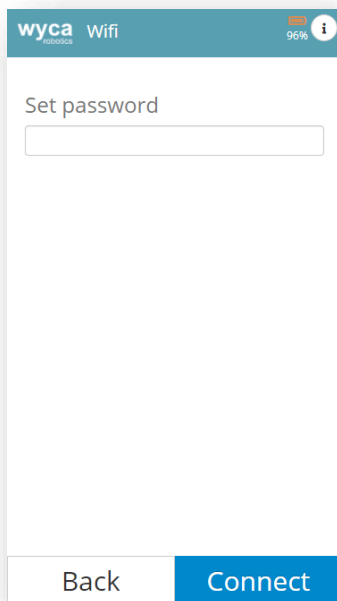 wyca
robotics
Wifi
96%
i
Set password
Back
Connect